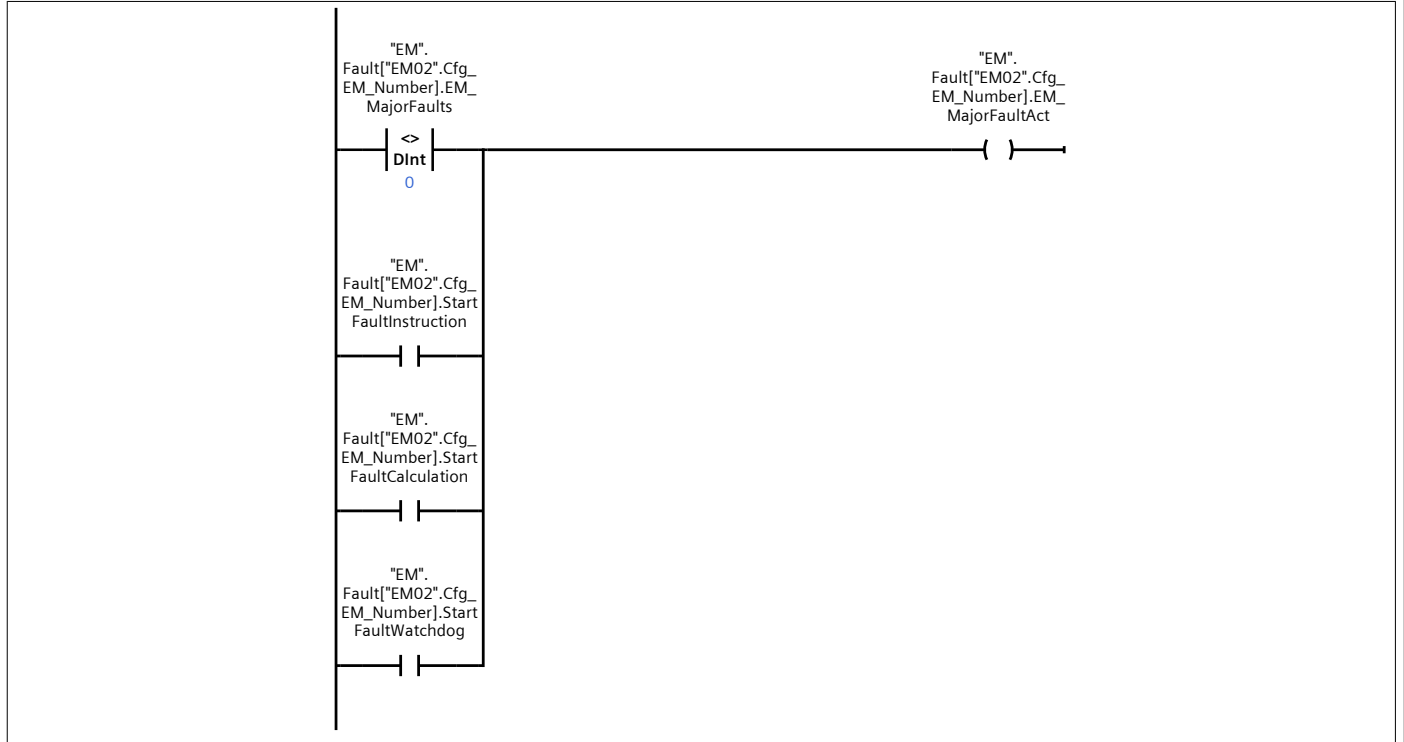 "EM".
Fault["EM02".Cfg_
EM_Number].EM_
MajorFaults
<>
DInt
0
"EM".
Fault["EM02".Cfg_
EM_Number].EM_
MajorFaultAct
"EM".
Fault["EM02".Cfg_
EM_Number].Start
FaultInstruction
"EM".
Fault["EM02".Cfg_
EM_Number].Start
FaultCalculation
"EM".
Fault["EM02".Cfg_
EM_Number].Start
FaultWatchdog